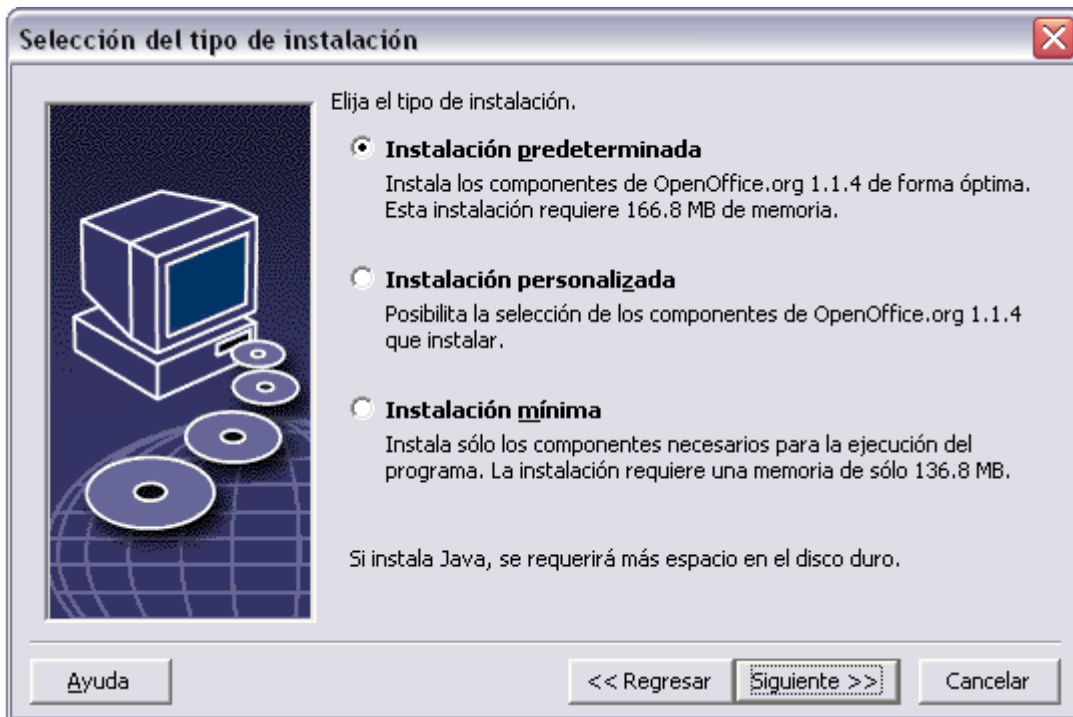 Selección del tipo de instalación
Elija el tipo de instalación.
Instalación predeterminada
Instala los componentes de OpenOffice.org 1.1.4 de forma óptima.
Esta instalación requiere 166.8 MB de memoria.
Instalación personalizada
Posibilita la selección de los componentes de OpenOffice.org 1.1.4
que instalar.
Instalación mínima
Instala sólo los componentes necesarios para la ejecución del
programa. La instalación requiere una memoria de sólo 136.8 MB.
Si instala Java, se requerirá más espacio en el disco duro.
Ayuda
<< Regresar
Siguiente >>
Cancelar